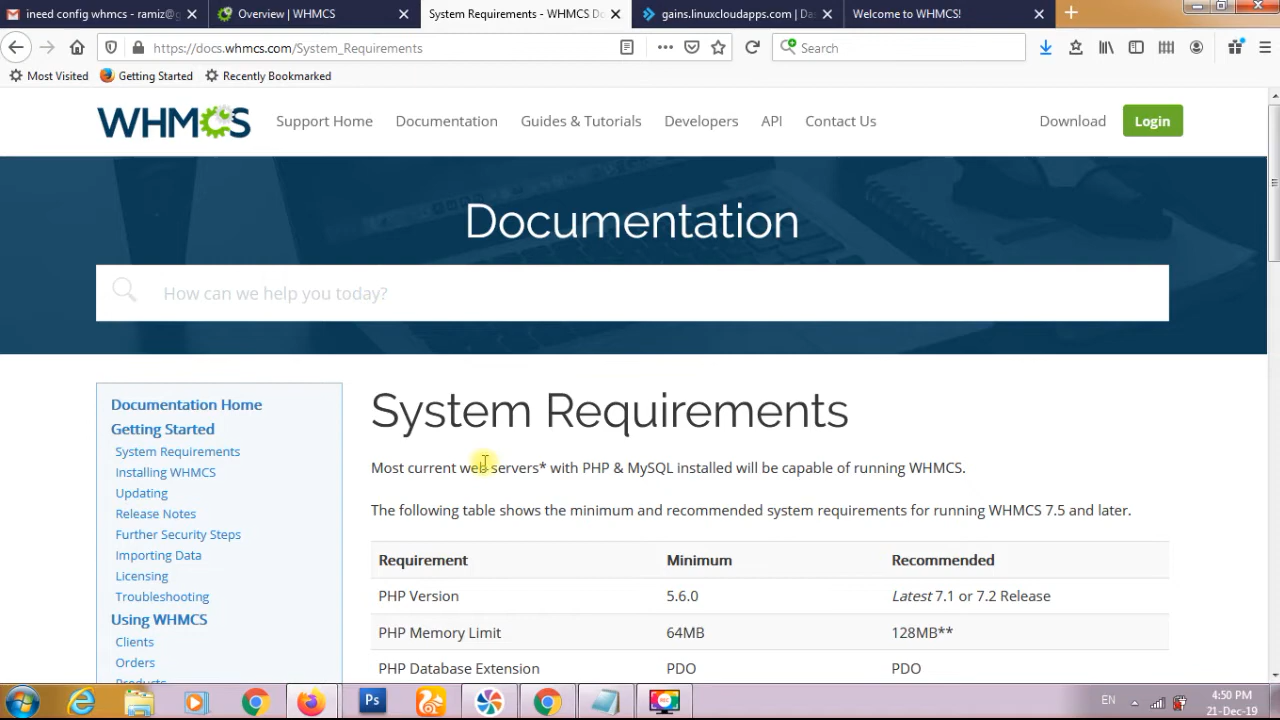 ineed config whmcs - ramiz@g
Overview | WHMCS
System Requirements - WHMCS Do
gains.linuxcloudapps.com | Das
Welcome to WHMCS!
https://docs.whmcs.com/System_Requirements
Search
Most Visited
Getting Started
Recently Bookmarked
WHMCS
Support Home
Documentation
Guides & Tutorials
Developers
API
Contact Us
Download
Login
Documentation
How can we help you today?
Documentation Home
Getting Started
System Requirements
Installing WHMCS
Updating
Release Notes
Further Security Steps
Importing Data
Licensing
Troubleshooting
Using WHMCS
Clients
Orders
Products
System Requirements
Most current web servers* with PHP & MySQL installed will be capable of running WHMCS.
The following table shows the minimum and recommended system requirements for running WHMCS 7.5 and later.
Requirement Minimum Recommended
PHP Version 5.6.0 Latest 7.1 or 7.2 Release
PHP Memory Limit 64MB 128MB**
PHP Database Extension PDO PDO
Ps
REC
EN
4:50 PM
21-Dec-19